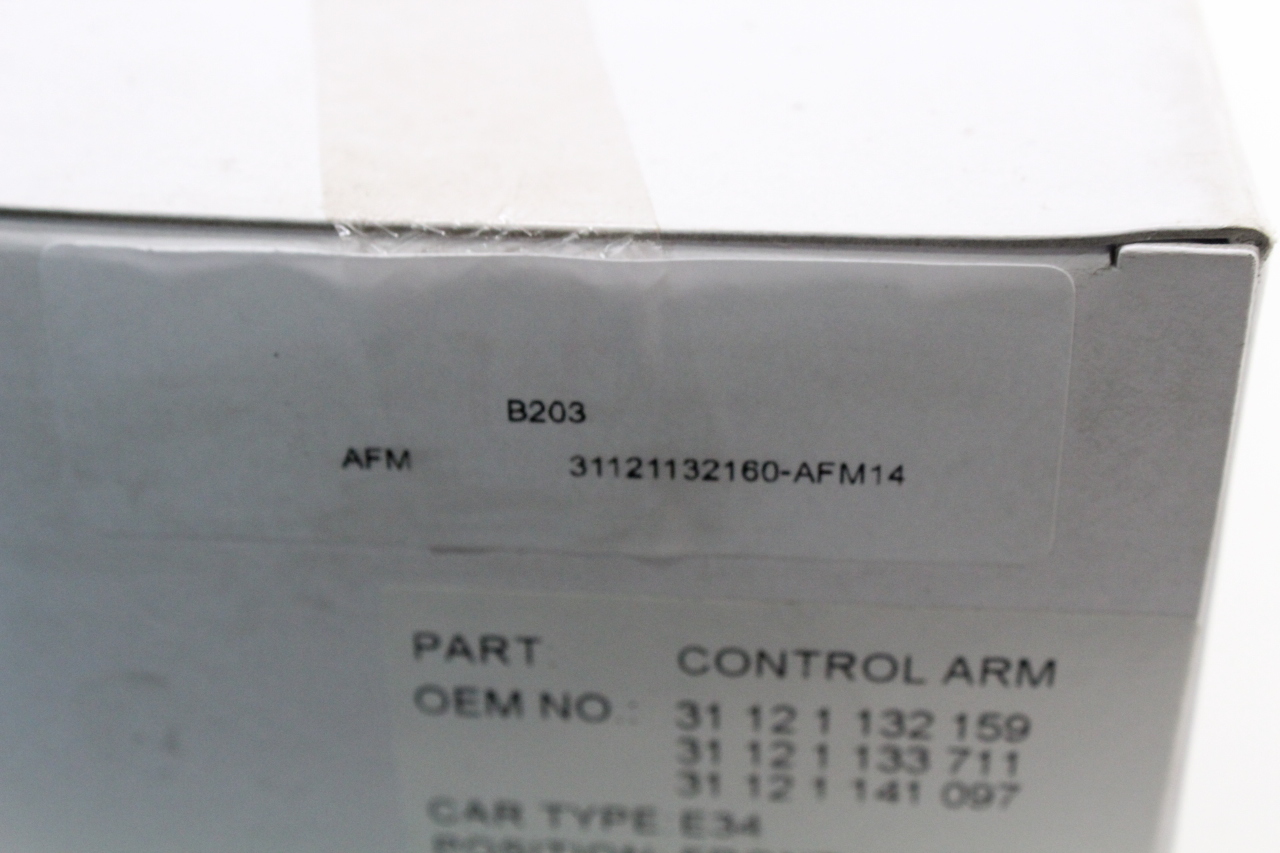 B203
AFM 31121132160-AFM14
PART. CONTROL ARM
OEM NO.: 31 12 1 132 159
31 12 1 133 711
31 12 1 141 097
CAR TYPE E34
POSITION